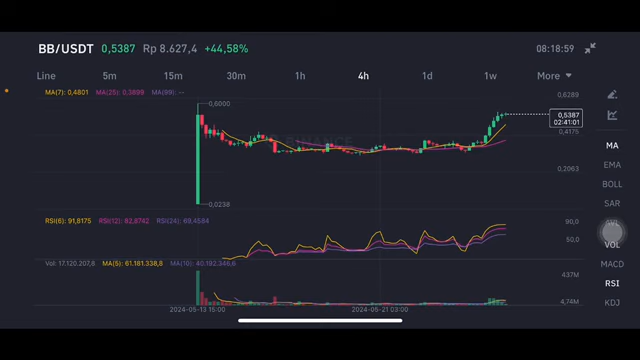 BB/USDT 0,5387 Rp 8.627,4 +44,58% 08:18:59
Line 5m 15m 30m 1h 4h 1d 1w More
MA(7): 0,4801 MA(25): 0,3899 MA(99): --
0,6289
0,6000
0,5387
02:41:01
0,4175
BINANCE
0,2063
0,0238
MA
EMA
BOLL
SAR
AVL
VOL
MACD
RSI
KDJ
RSI(6): 91,8175 RSI(12): 82,8742 RSI(24): 69,4584
90,0
50,0
Vol: 17.120.207,8 MA(5): 61.181.338,8 MA(10): 40.192.346,6
437M
4,74M
2024-05-13 15:00 2024-05-21 03:00